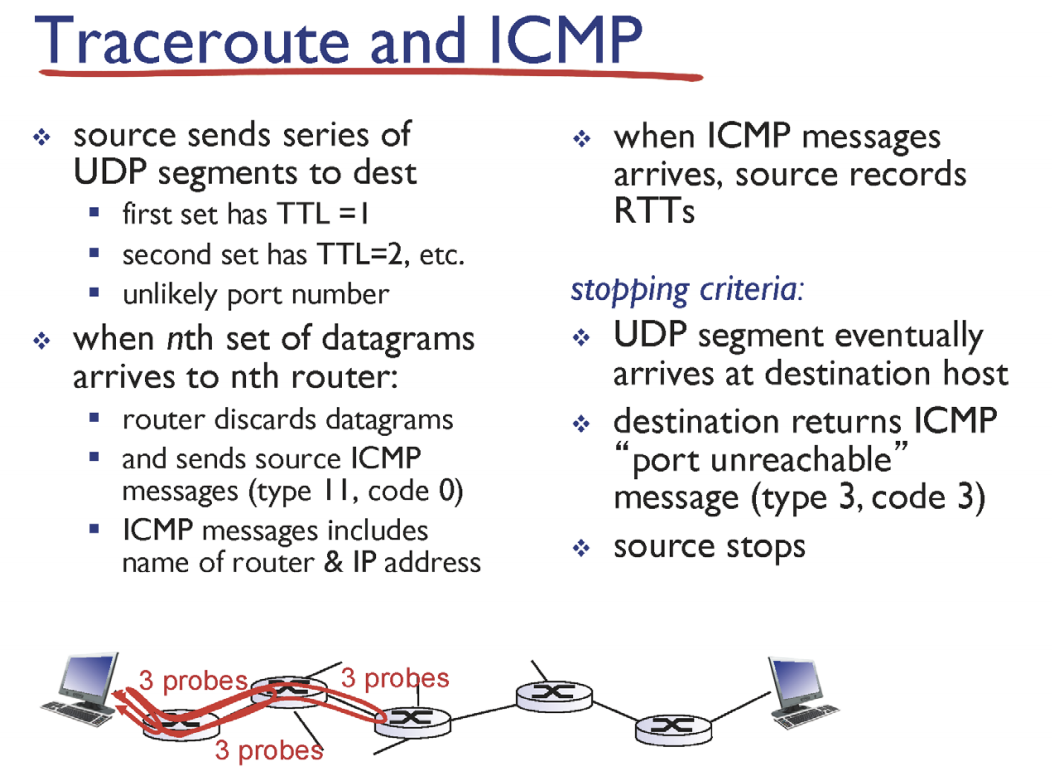 Traceroute and ICMP
source sends series of
UDP segments to dest
first set has TTL =1
second set has TTL=2, etc.
unlikely port number
when nth set of datagrams
arrives to nth router:
router discards datagrams
and sends source ICMP
messages (type 11, code 0)
ICMP messages includes
name of router & IP address
when ICMP messages
arrives, source records
RTTs
stopping criteria:
UDP segment eventually
arrives at destination host
destination returns ICMP
“port unreachable”
message (type 3, code 3)
source stops
3 probes
3 probes
3 probes